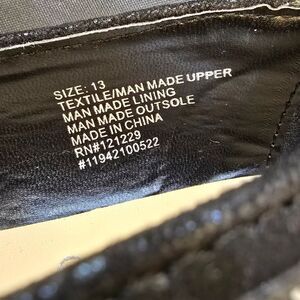 SIZE: 13
TEXTILE/MAN MADE UPPER
MAN MADE LINING
MAN MADE OUTSOLE
MADE IN CHINA
RN#121229
#11942100522